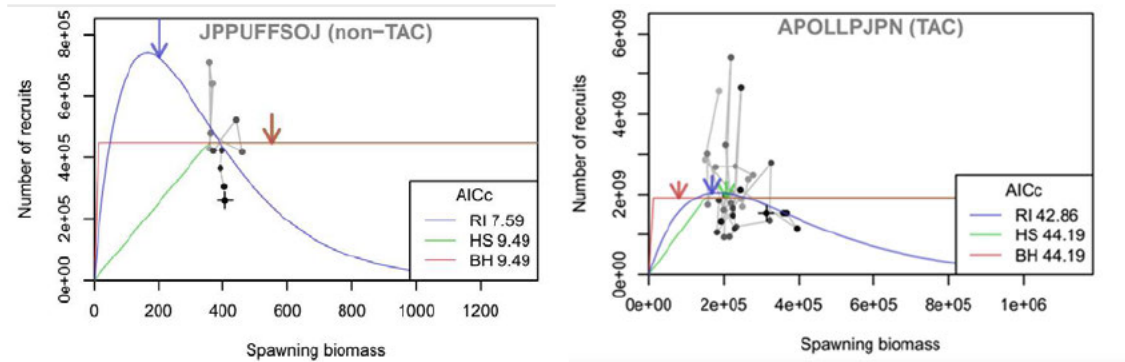 JPPUFFSOJ (non−TAC)
Number of recruits
0e+00 2e+05 4e+05 6e+05 8e+05
AICc
RI 7.59
HS 9.49
BH 9.49
0 200 400 600 800 1000 1200
Spawning biomass
APOLLPJPN (TAC)
Number of recruits
0e+00 2e+09 4e+09 6e+09
AICc
RI 42.86
HS 44.19
BH 44.19
0e+00 2e+05 4e+05 6e+05 8e+05 1e+06
Spawning biomass